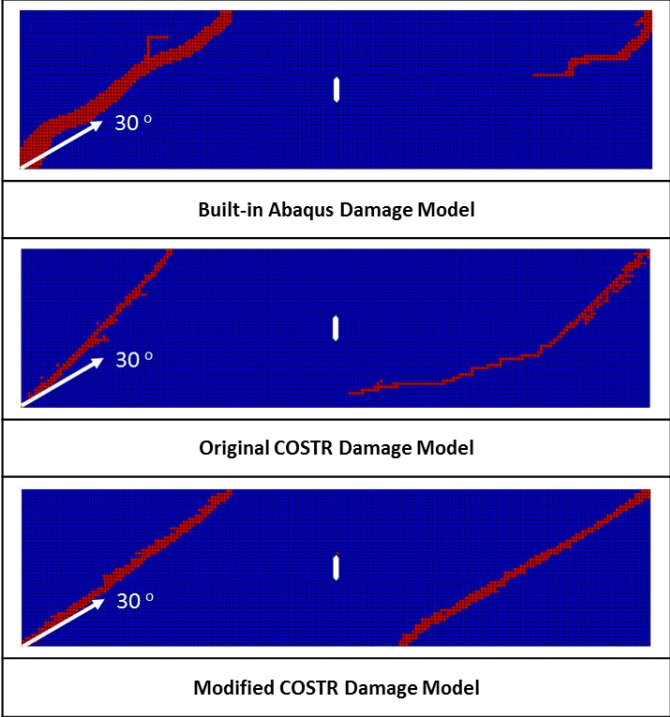 30 °
Built-in Abaqus Damage Model
30 °
Original COSTR Damage Model
30 °
Modified COSTR Damage Model